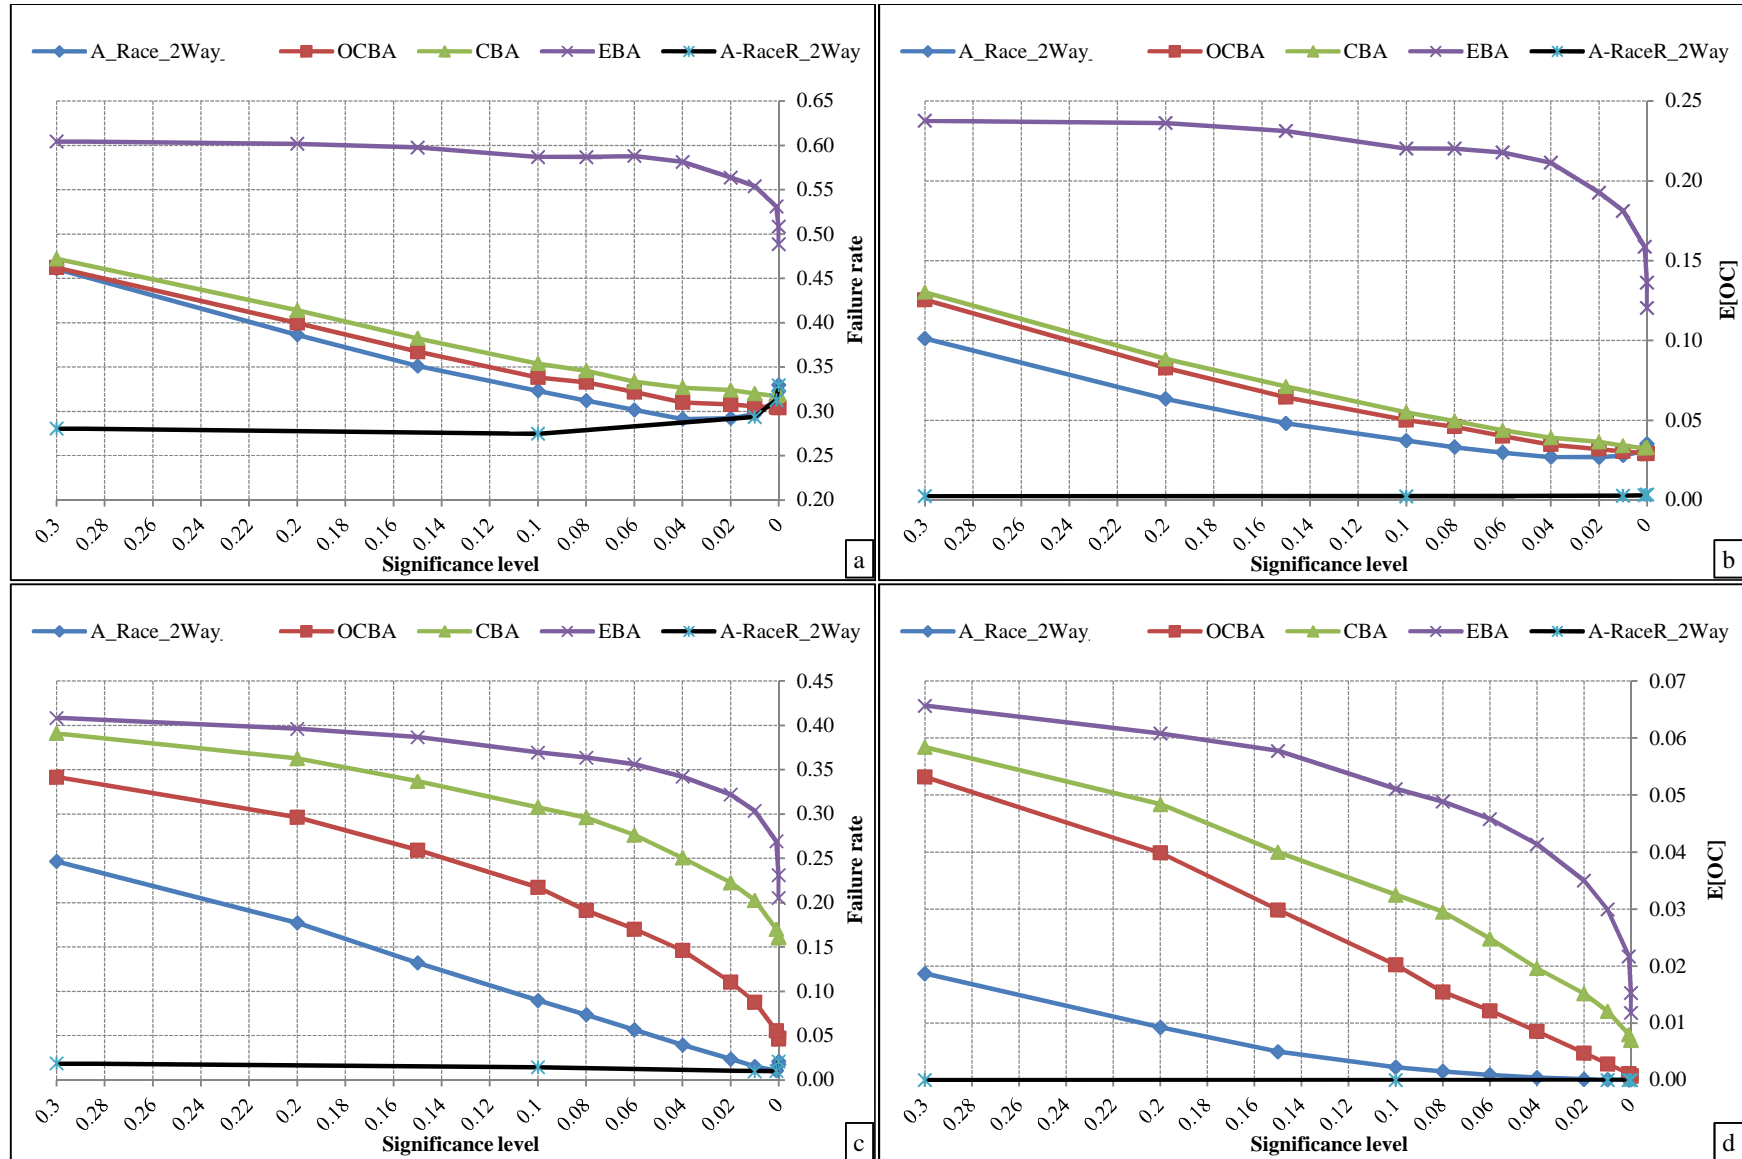 A_Race_2Way_ OCBA CBA EBA A-RaceR_2Way
0.65
0.60
0.55
0.50
0.45
0.40
0.35
0.30
0.25
0.20
Failure rate
0.3 0.28 0.26 0.24 0.22 0.2 0.18 0.16 0.14 0.12 0.1 0.08 0.06 0.04 0.02 0
Significance level
a
A_Race_2Way_ OCBA CBA EBA A-RaceR_2Way
0.25
0.20
0.15
0.10
0.05
0.00
E[OC]
0.3 0.28 0.26 0.24 0.22 0.2 0.18 0.16 0.14 0.12 0.1 0.08 0.06 0.04 0.02 0
Significance level
b
A_Race_2Way_ OCBA CBA EBA A-RaceR_2Way
0.45
0.40
0.35
0.30
0.25
0.20
0.15
0.10
0.05
0.00
Failure rate
0.3 0.28 0.26 0.24 0.22 0.2 0.18 0.16 0.14 0.12 0.1 0.08 0.06 0.04 0.02 0
Significance level
c
A_Race_2Way_ OCBA CBA EBA A-RaceR_2Way
0.07
0.06
0.05
0.04
0.03
0.02
0.01
0.00
E[OC]
0.3 0.28 0.26 0.24 0.22 0.2 0.18 0.16 0.14 0.12 0.1 0.08 0.06 0.04 0.02 0
Significance level
d